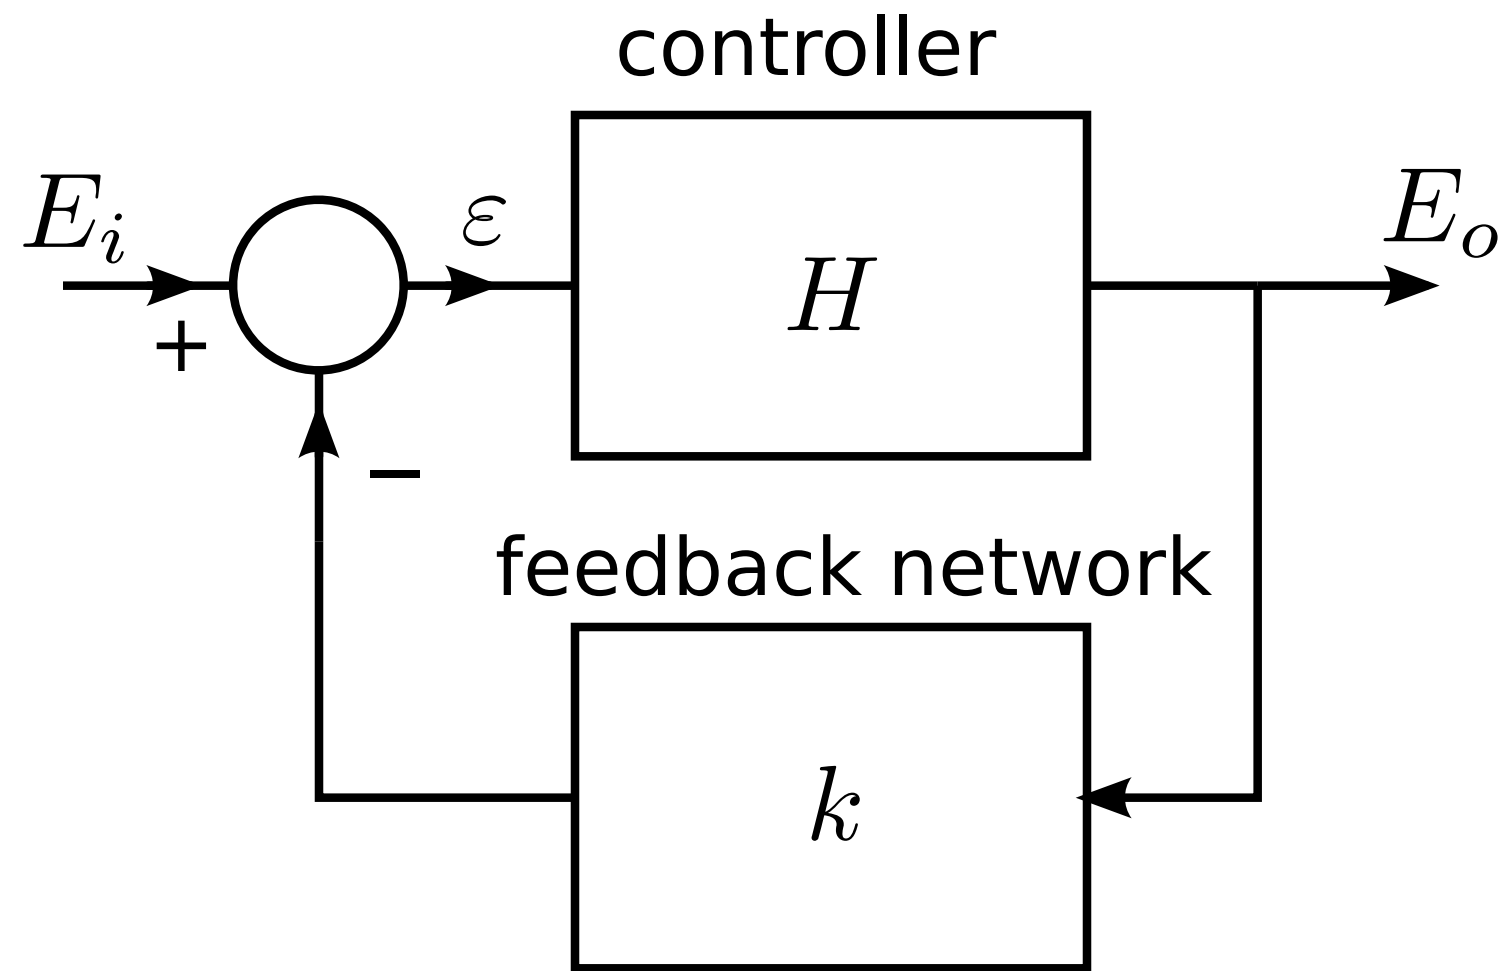 controller
E_i
ε
E_o
H
+
−
feedback network
k